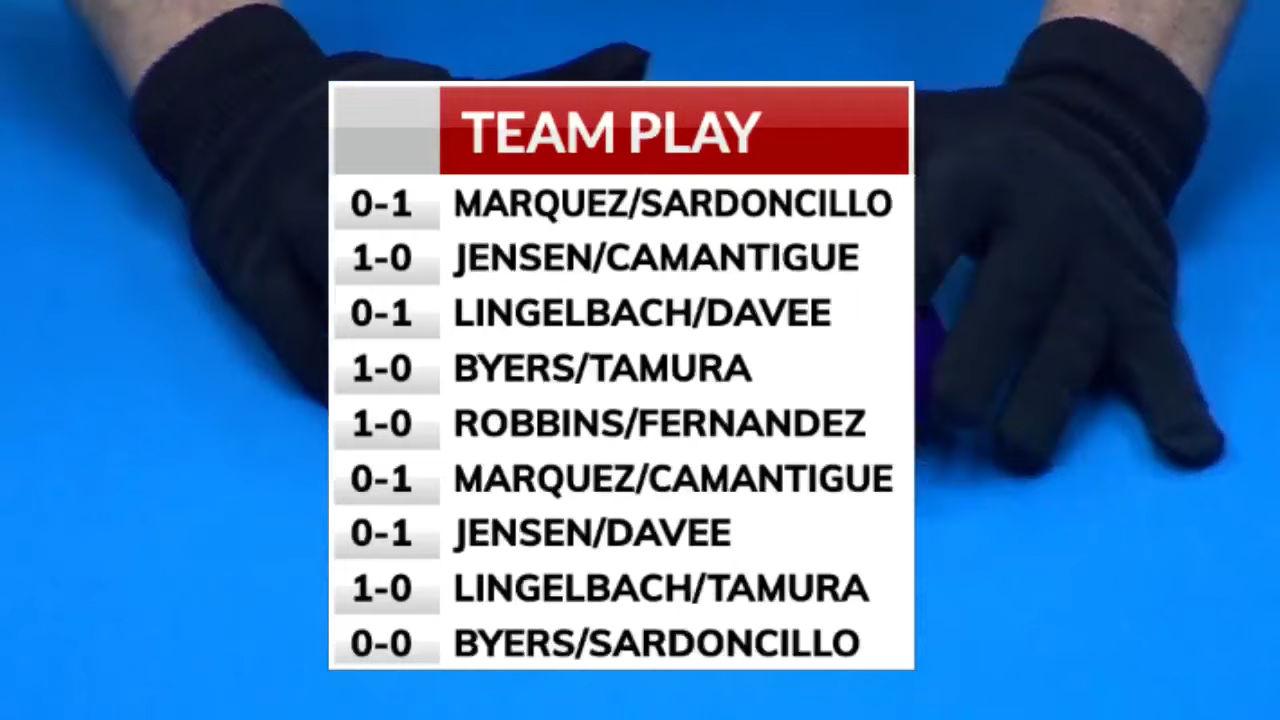 TEAM PLAY
0-1 MARQUEZ/SARDONCILLO
1-0 JENSEN/CAMANTIGUE
0-1 LINGELBACH/DAVEE
1-0 BYERS/TAMURA
1-0 ROBBINS/FERNANDEZ
0-1 MARQUEZ/CAMANTIGUE
0-1 JENSEN/DAVEE
1-0 LINGELBACH/TAMURA
0-0 BYERS/SARDONCILLO